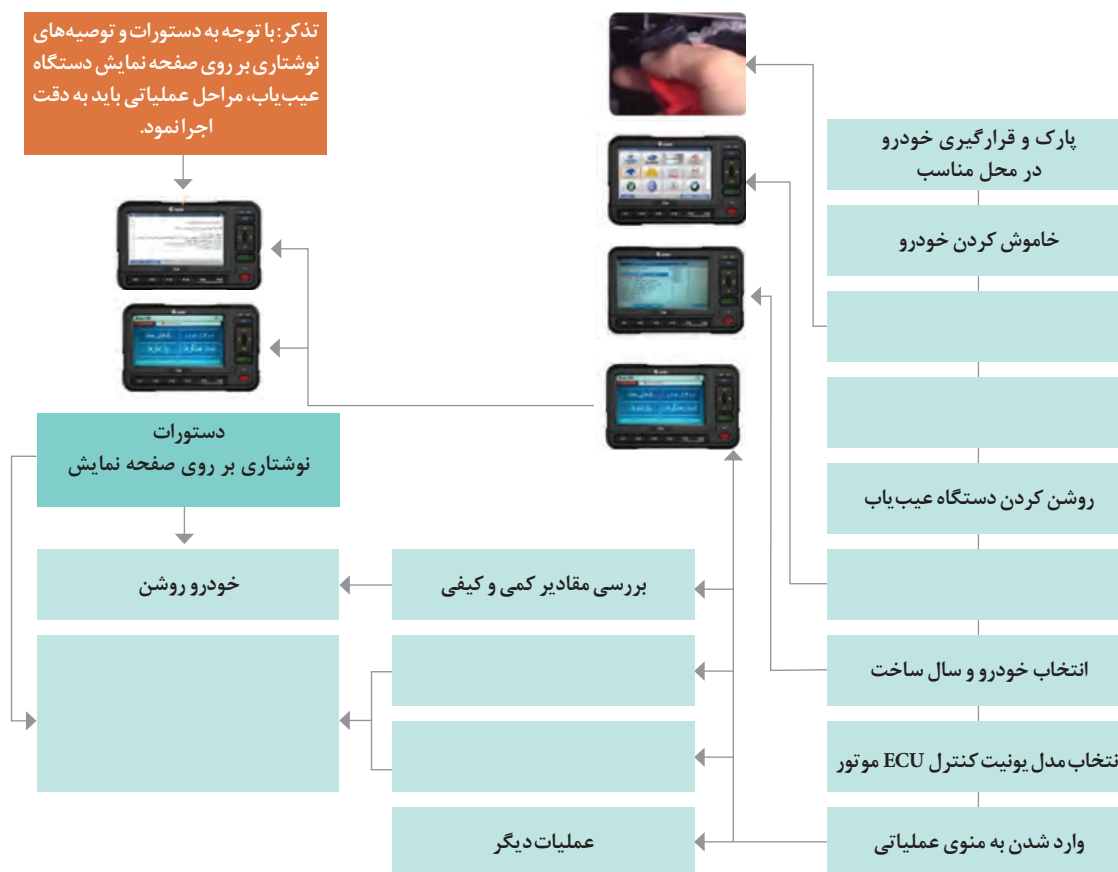 تذکر: با توجه به دستورات و توصیه‌های
نوشتاری بر روی صفحه نمایش دستگاه
عیب‌یاب، مراحل عملیاتی باید به دقت
اجرا نمود.
پارک و قرارگیری خودرو
در محل مناسب
خاموش کردن خودرو
روشن کردن دستگاه عیب‌یاب
انتخاب خودرو و سال ساخت
نتخاب مدل یونیت کنترل ECU موتور
وارد شدن به منوی عملیاتی
دستورات
نوشتاری بر روی صفحه نمایش
بررسی مقادیر کمی و کیفی
خودرو روشن
عملیات دیگر